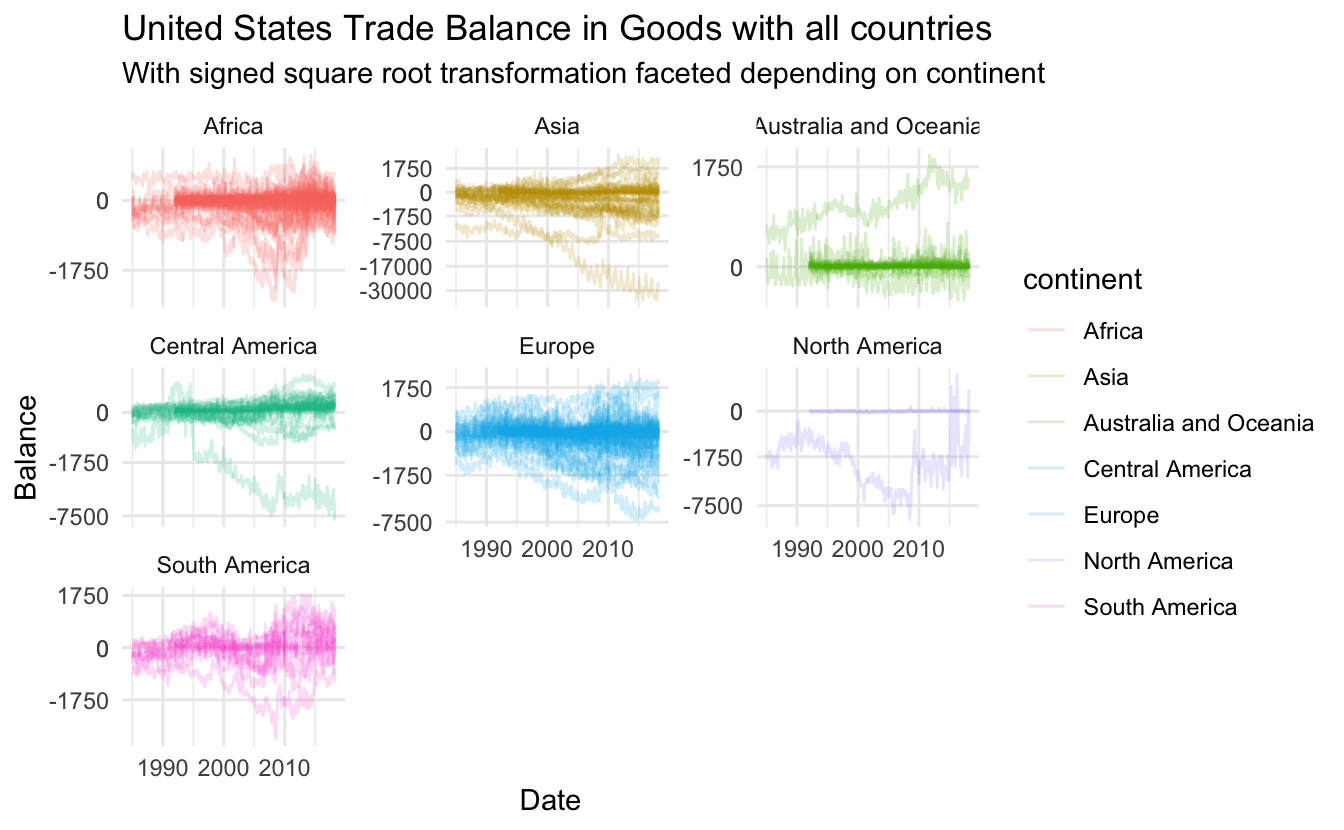 United States Trade Balance in Goods with all countries
With signed square root transformation faceted depending on continent
Africa
0
-1750
Asia
1750
0
-1750
-7500
-17000
-30000
Australia and Oceania
1750
0
Central America
0
-1750
-7500
Europe
1750
0
-1750
-7500
1990 2000 2010
North America
0
-1750
-7500
1990 2000 2010
South America
1750
0
-1750
1990 2000 2010
Balance
Date
continent
Africa
Asia
Australia and Oceania
Central America
Europe
North America
South America